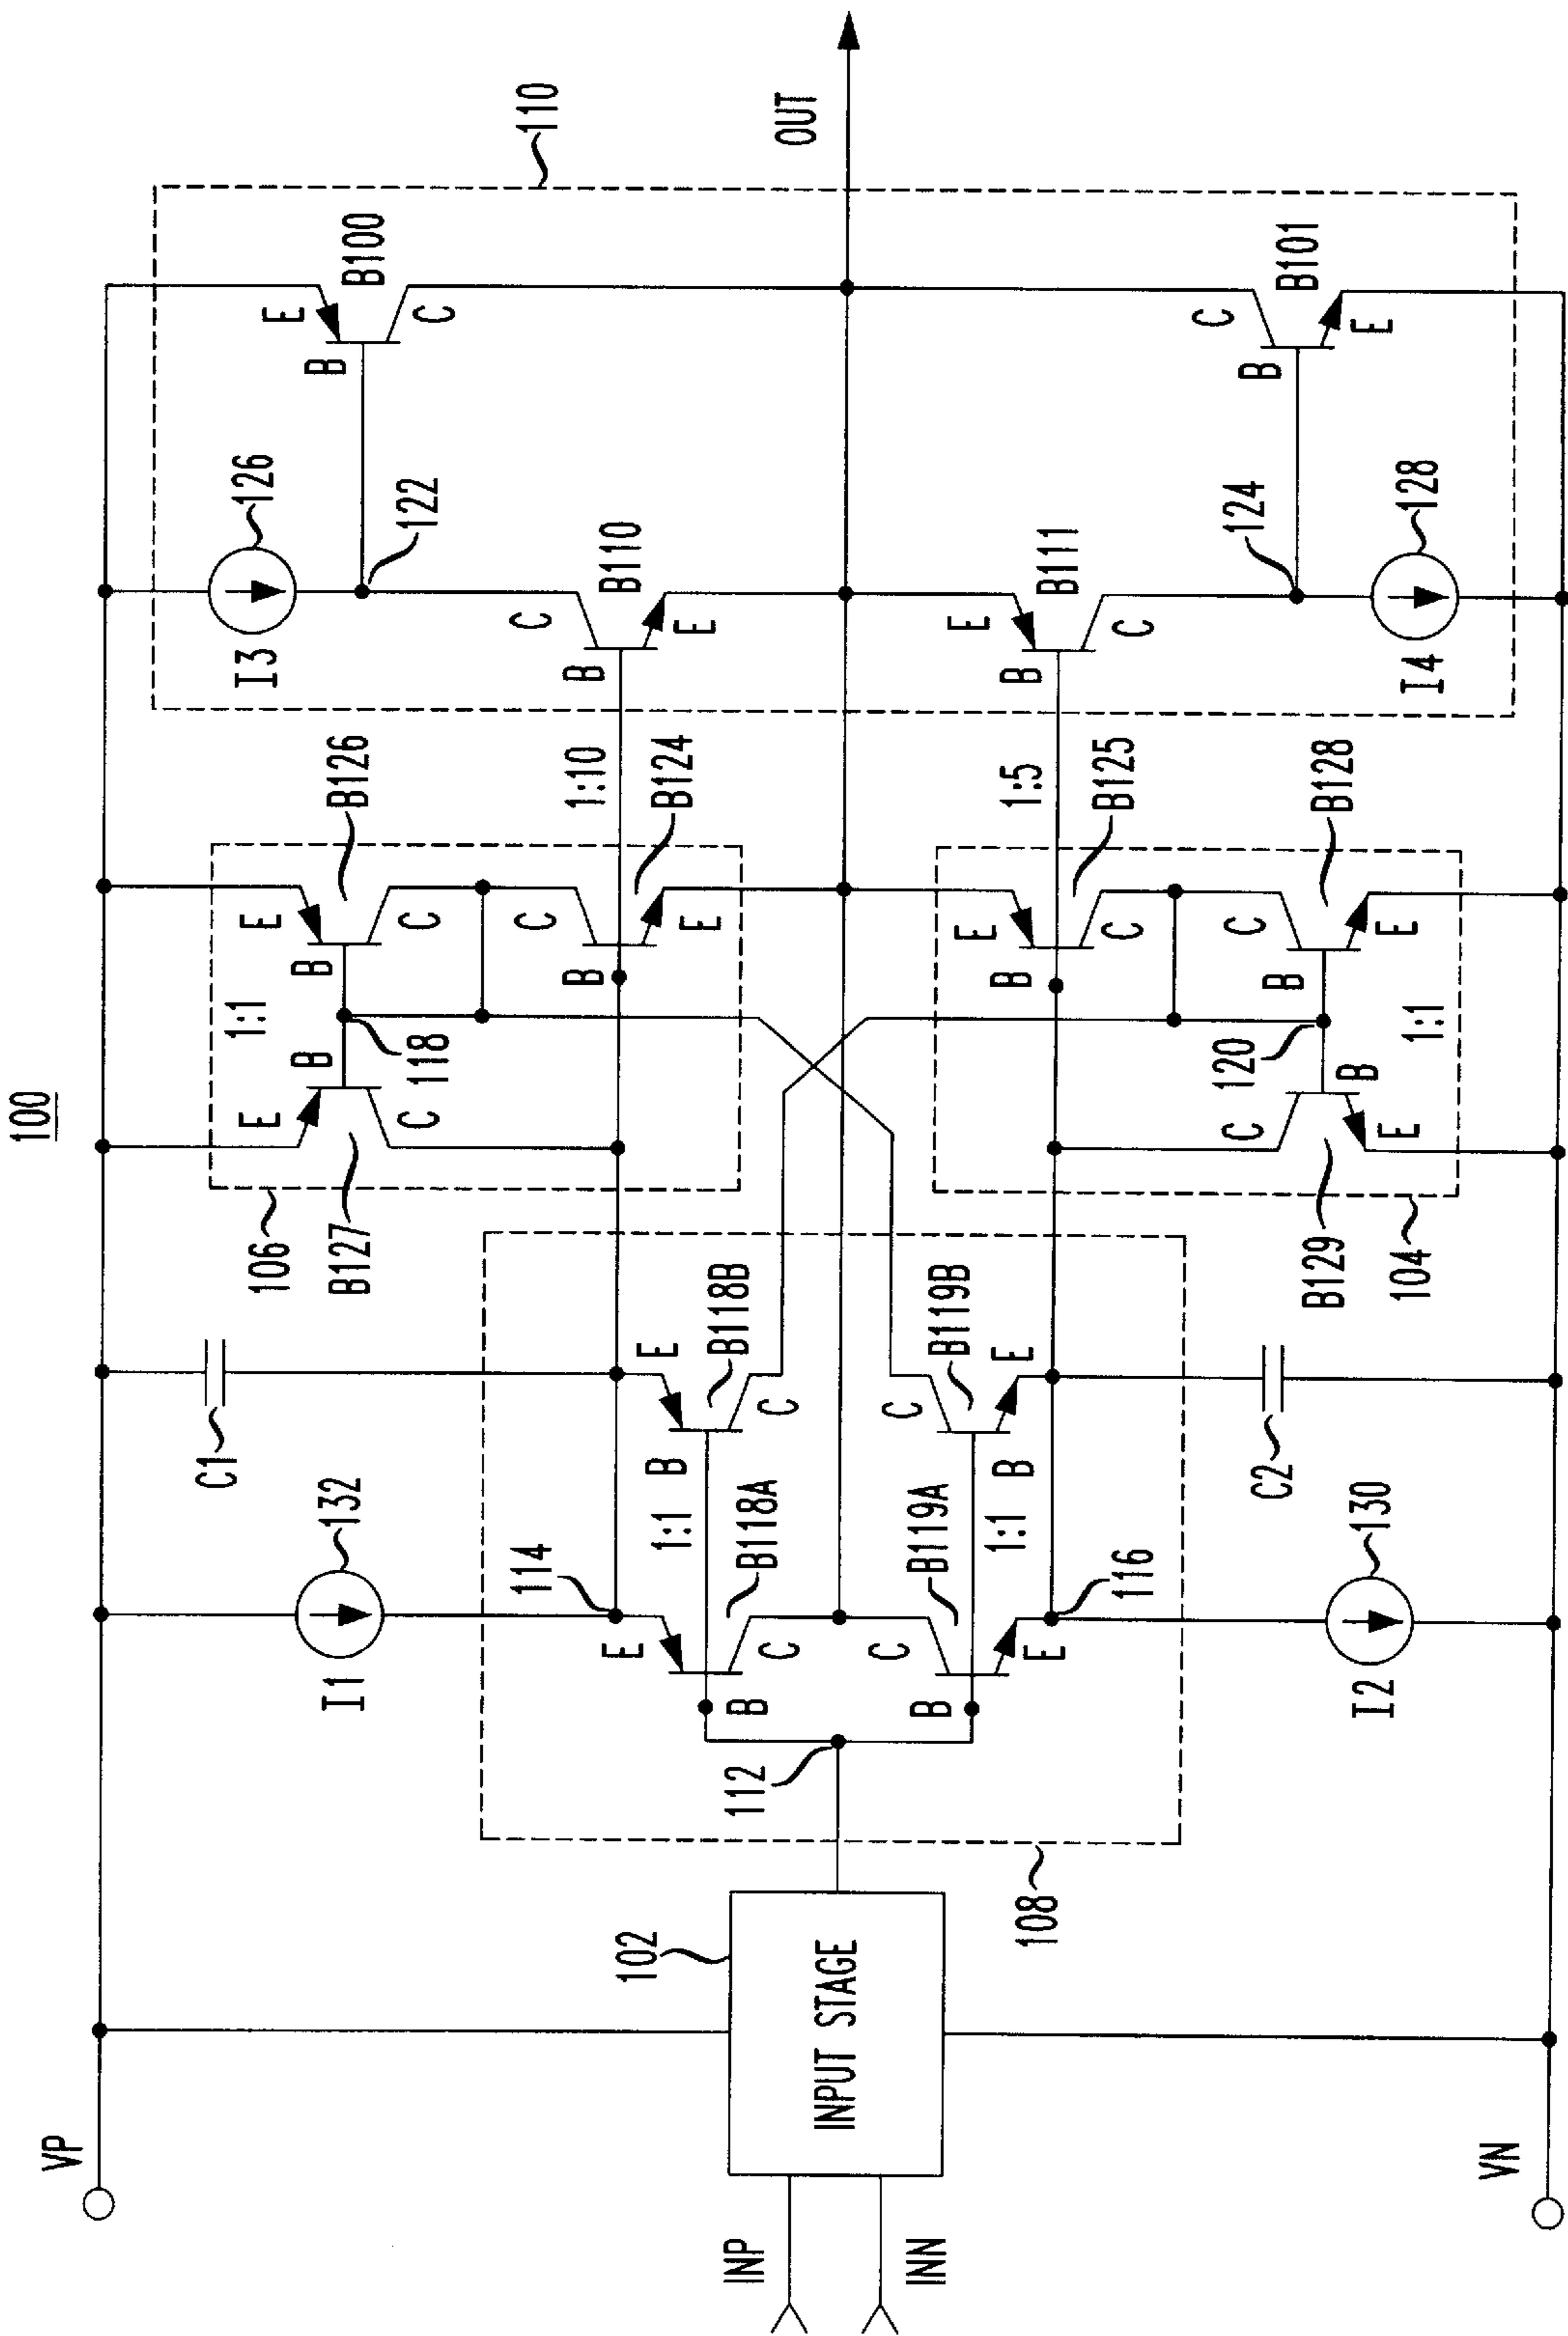 100
VP
VN
INP
INN
INPUT STAGE
102
108
112
I1
132
114
E
B
C
B118A
1:1
C1
E
B
C
B118B
C
B
E
B119A
1:1
116
C
B
E
B119B
C2
I2
130
106
B127
E
B
C
1:1
118
B126
E
B
C
C
B
E
B124
1:10
104
B129
C
B
E
1:1
120
B125
E
B
C
1:5
C
B
E
B128
110
I3
126
122
C
B
E
B110
E
B
C
B111
124
I4
128
E
B
C
B100
C
B
E
B101
OUT